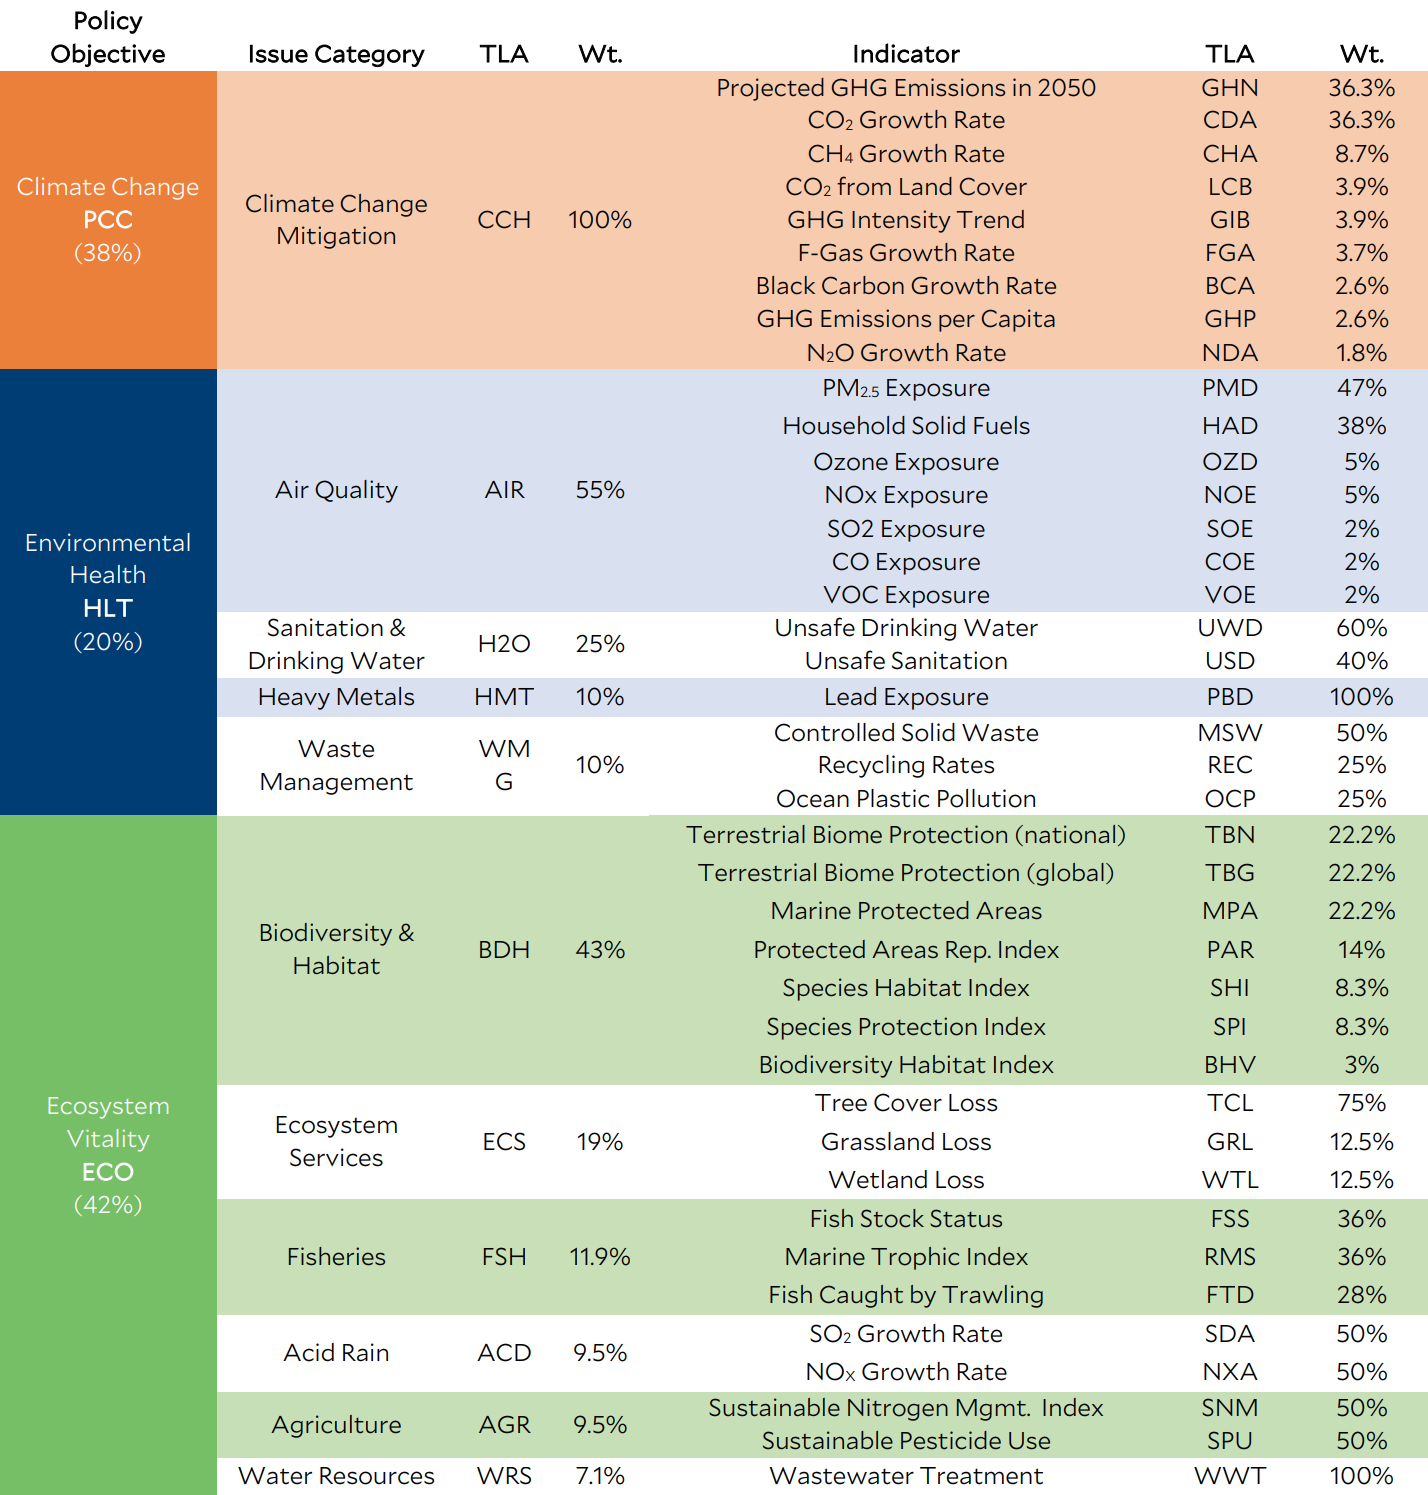 Policy
Objective Issue Category TLA Wt. Indicator TLA Wt.
Climate Change
PCC
(38%)
Climate Change
Mitigation
CCH 100%
Projected GHG Emissions in 2050 GHN 36.3%
CO₂ Growth Rate CDA 36.3%
CH₄ Growth Rate CHA 8.7%
CO₂ from Land Cover LCB 3.9%
GHG Intensity Trend GIB 3.9%
F-Gas Growth Rate FGA 3.7%
Black Carbon Growth Rate BCA 2.6%
GHG Emissions per Capita GHP 2.6%
N₂O Growth Rate NDA 1.8%
Environmental
Health
HLT
(20%)
Air Quality AIR 55%
PM₂.₅ Exposure PMD 47%
Household Solid Fuels HAD 38%
Ozone Exposure OZD 5%
NOx Exposure NOE 5%
SO2 Exposure SOE 2%
CO Exposure COE 2%
VOC Exposure VOE 2%
Sanitation &
Drinking Water
H2O 25%
Unsafe Drinking Water UWD 60%
Unsafe Sanitation USD 40%
Heavy Metals HMT 10% Lead Exposure PBD 100%
Waste
Management
WM
G
10%
Controlled Solid Waste MSW 50%
Recycling Rates REC 25%
Ocean Plastic Pollution OCP 25%
Ecosystem
Vitality
ECO
(42%)
Biodiversity &
Habitat
BDH 43%
Terrestrial Biome Protection (national) TBN 22.2%
Terrestrial Biome Protection (global) TBG 22.2%
Marine Protected Areas MPA 22.2%
Protected Areas Rep. Index PAR 14%
Species Habitat Index SHI 8.3%
Species Protection Index SPI 8.3%
Biodiversity Habitat Index BHV 3%
Ecosystem
Services
ECS 19%
Tree Cover Loss TCL 75%
Grassland Loss GRL 12.5%
Wetland Loss WTL 12.5%
Fisheries FSH 11.9%
Fish Stock Status FSS 36%
Marine Trophic Index RMS 36%
Fish Caught by Trawling FTD 28%
Acid Rain ACD 9.5%
SO₂ Growth Rate SDA 50%
NOₓ Growth Rate NXA 50%
Agriculture AGR 9.5%
Sustainable Nitrogen Mgmt. Index SNM 50%
Sustainable Pesticide Use SPU 50%
Water Resources WRS 7.1% Wastewater Treatment WWT 100%